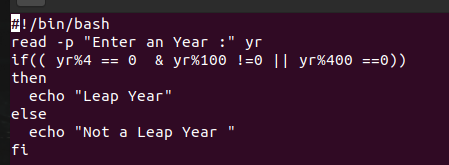 #!/bin/bash
read -p "Enter an Year :" yr
if(( yr%4 == 0  & yr%100 !=0 || yr%400 ==0))
then
  echo "Leap Year"
else
  echo "Not a Leap Year "
fi